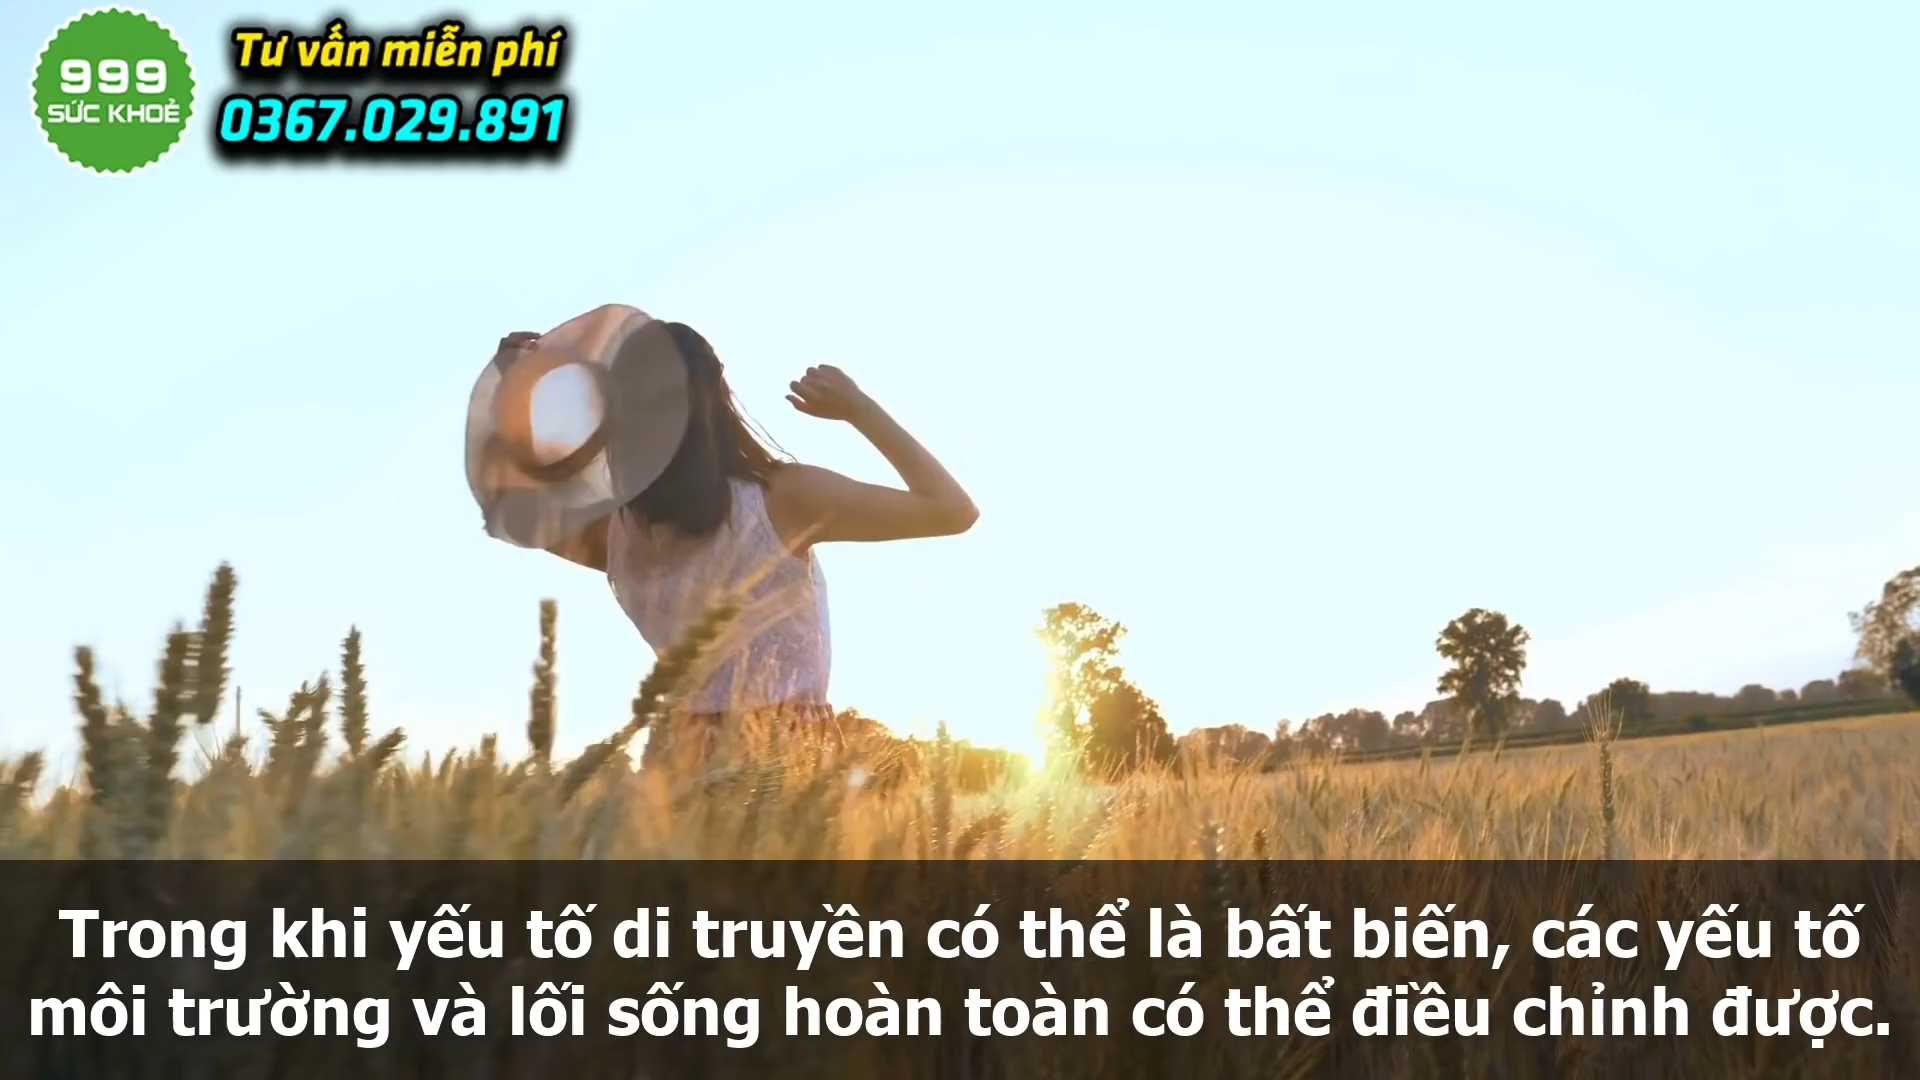 999
SỨC KHOẺ
Tư vấn miễn phí
0367.029.891
Trong khi yếu tố di truyền có thể là bất biến, các yếu tố
môi trường và lối sống hoàn toàn có thể điều chỉnh được.